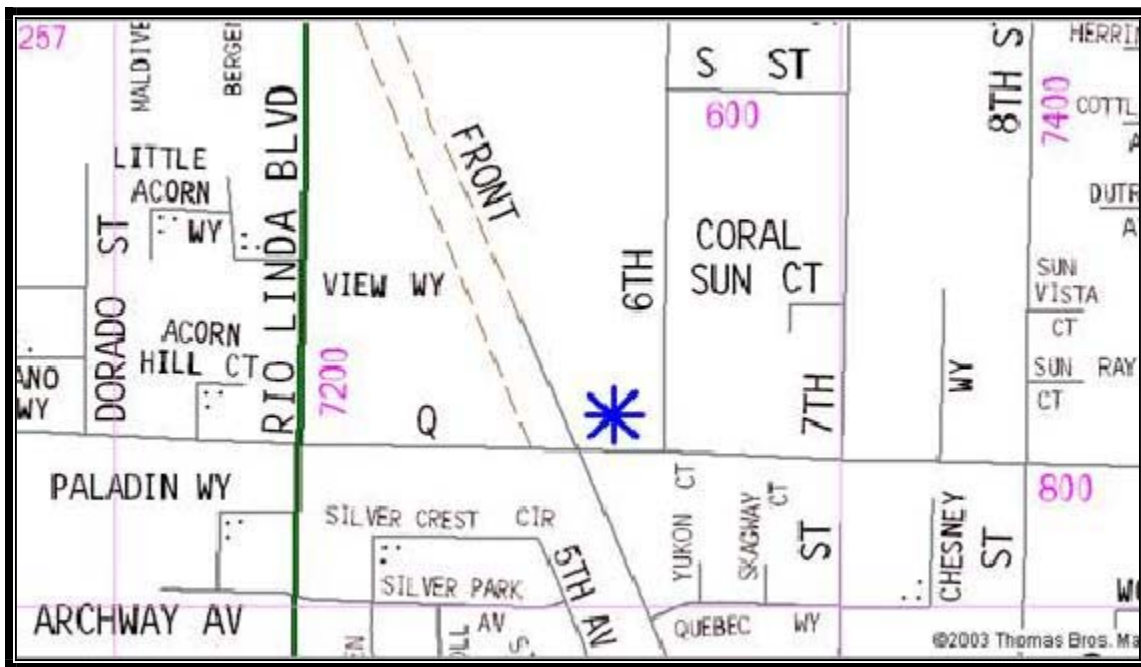 257
MALDIVE
BERGEN
S ST
600
8TH S
7400
HERRIN
COTTL
A
RIO LINDA BLVD
FRONT
LITTLE
ACORN
WY
DORADO ST
DUTR
A
CORAL
SUN CT
6TH
VIEW WY
SUN
VISTA
CT
ACORN
HILL CT
7200
7TH
WY
SUN RAY
CT
ANO
WY
Q
PALADIN WY
800
SILVER CREST CIR
YUKON CT
SKAGWAY CT
ST
CHESNEY
ST
5TH AV
SILVER PARK
AV
ARCHWAY AV
EN
OLL
S.
QUEBEC WY
W
©2003 Thomas Bros. Ma